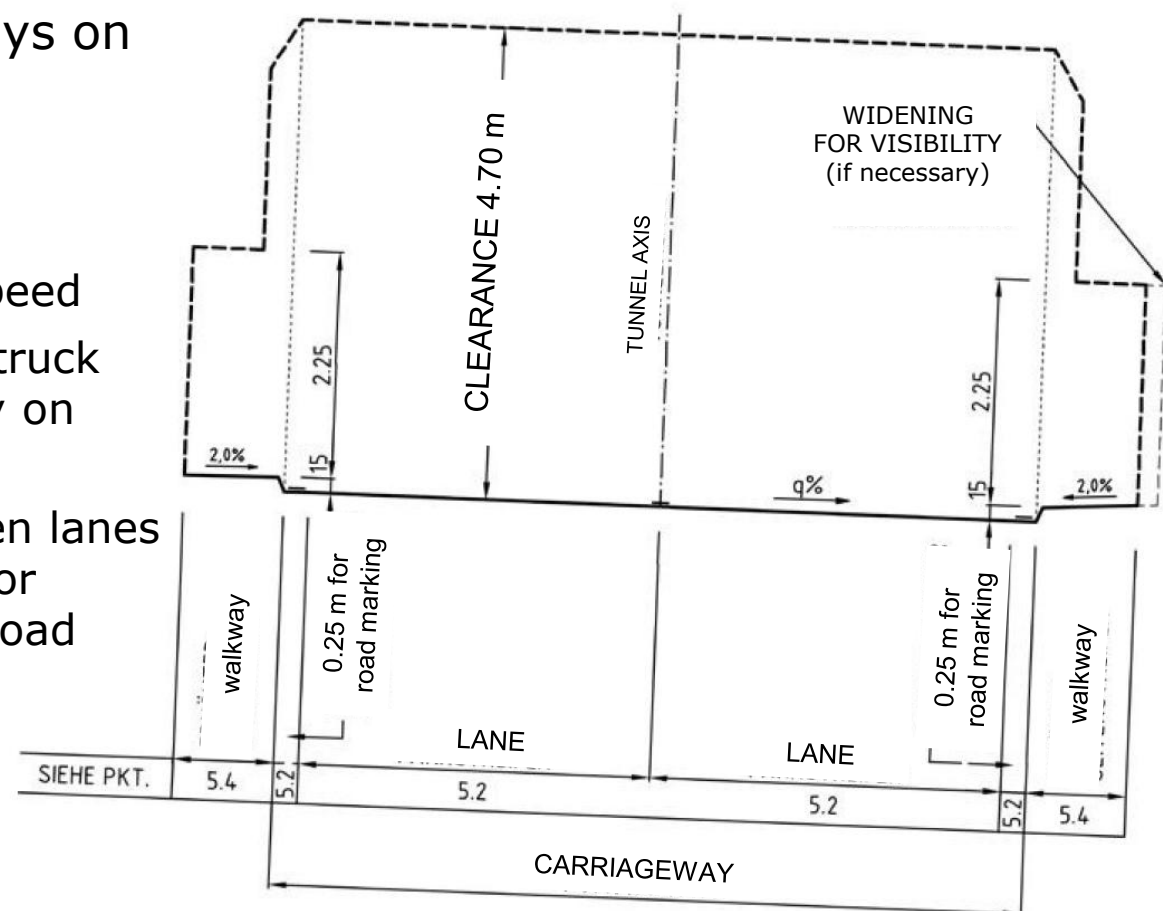 ys on
peed
truck
y on
en lanes
or
road
CLEARANCE 4.70 m
TUNNEL AXIS
WIDENING
FOR VISIBILITY
(if necessary)
2.25
2.25
2,0%
15
q%
15
2,0%
walkway
0.25 m for
road marking
0.25 m for
road marking
walkway
LANE
LANE
SIEHE PKT.
5.4
5.2
5.2
5.2
5.2
5.4
CARRIAGEWAY